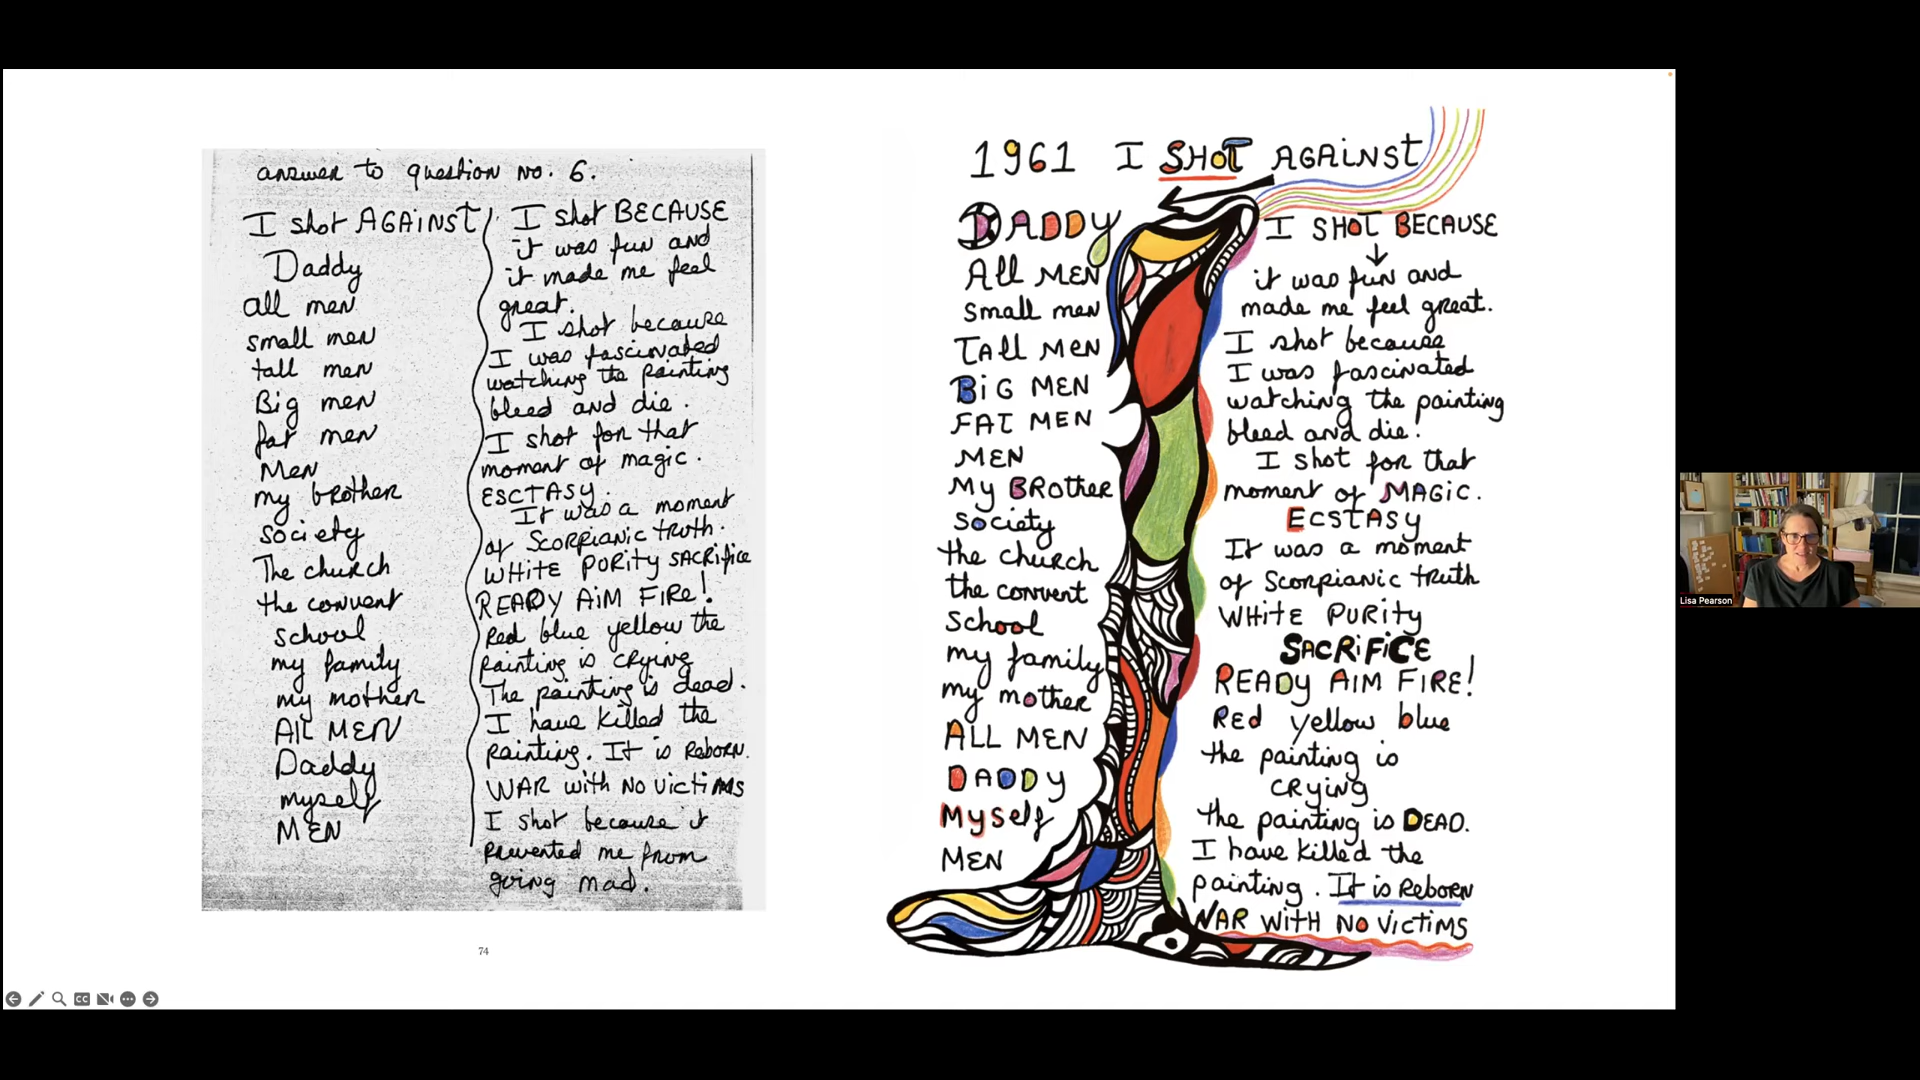 answer to question no. 6.
I shot AGAINST
Daddy
all men
small men
tall men
Big men
fat men
Men
my brother
society
The church
the convent
school
my family
my mother
All MEN
Daddy
myself
MEN
I shot BECAUSE
it was fun and
it made me feel
great.
I shot because
I was fascinated
watching the painting
bleed and die.
I shot for that
moment of magic.
ESCTASY.
It was a moment
of Scorpianic truth.
WHITE PURITY SACRifice
READY AIM FIRe!
Red blue yellow the
painting is crying
The painting is dead.
I have killed the
painting. It is Reborn.
WAR with no victims
I shot because it
prevented me from
going mad.
74
1961 I SHOT AGAINST
DADDY
All MEN
small men
TAll MEN
BiG MEN
FAT MEN
MEN
My BRother
society
the church
the convent
School
my family
my mother
ALL MEN
DADDY
Myself
MEN
I SHOT BECAUSE
it was fun and
made me feel great.
I shot because
I was fascinated
watching the painting
bleed and die.
I shot for that
moment of MAGIC.
ECSTASY
It was a moment
of Scorpianic truth
WHITE PURITY
SACRiFiCE
READY AIM FIRE!
Red yellow blue
the painting is
CRying
the painting is DEAD.
I have killed the
painting. It is Reborn
WAR WITH NO VICTIMS
CC
Lisa Pearson